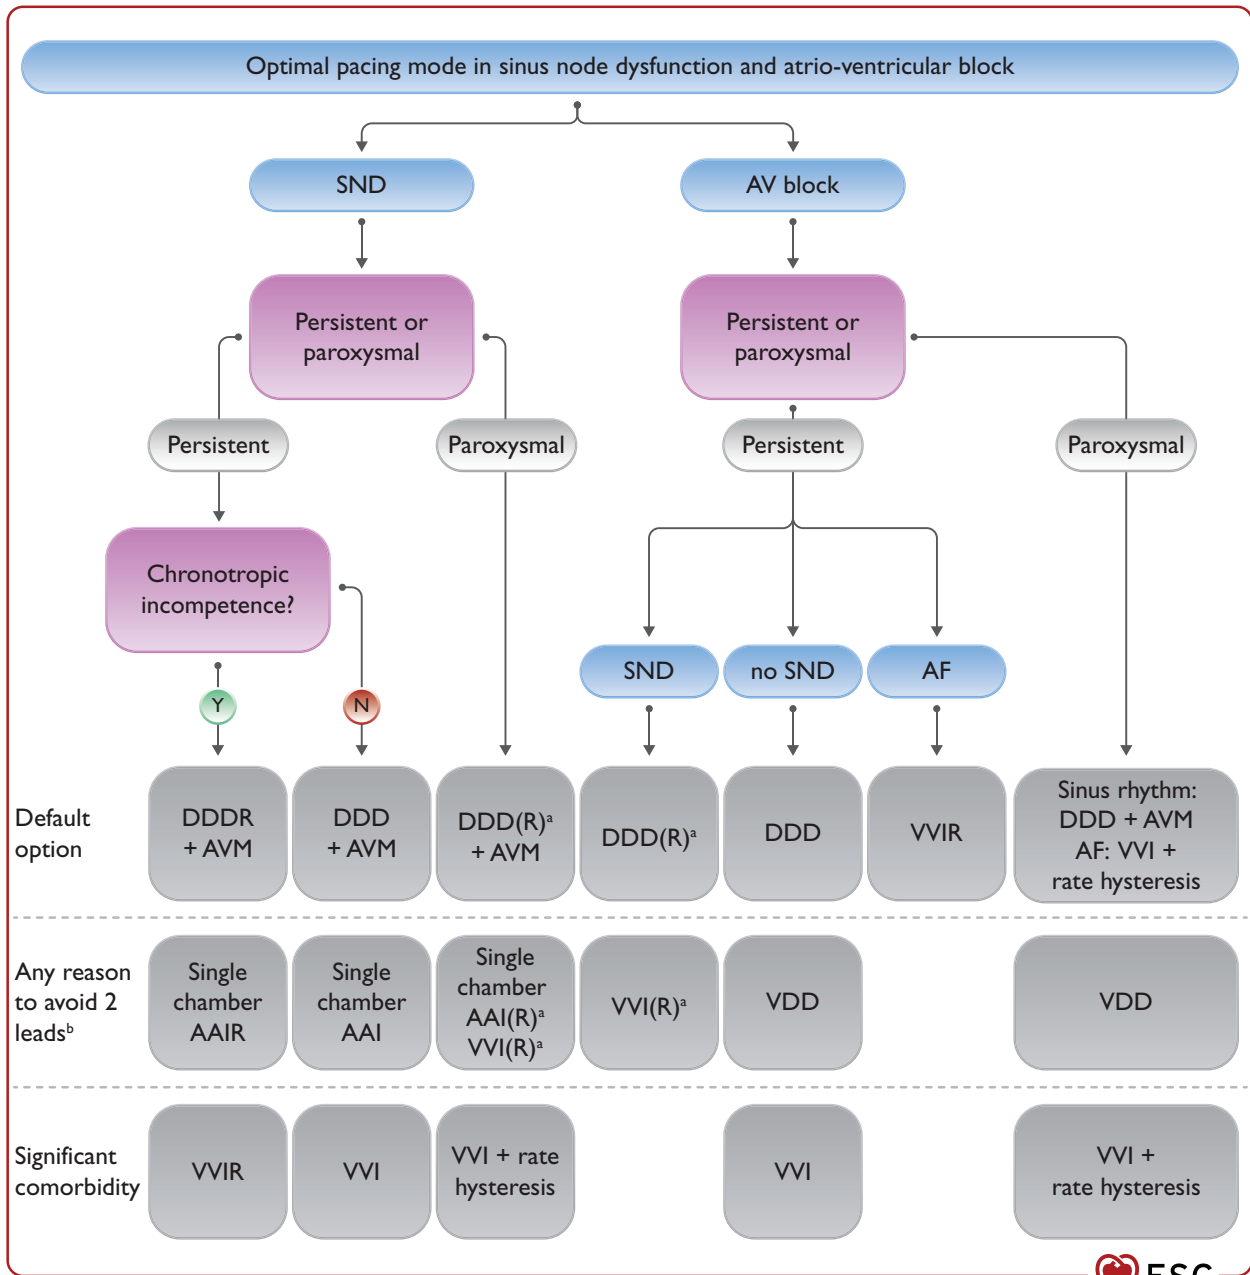 Optimal pacing mode in sinus node dysfunction and atrio-ventricular block
SND
AV block
Persistent or
paroxysmal
Persistent or
paroxysmal
Persistent
Paroxysmal
Persistent
Paroxysmal
Chronotropic
incompetence?
SND
no SND
AF
Y
N
Default
option
DDDR
+ AVM
DDD
+ AVM
DDD(R)ᵃ
+ AVM
DDD(R)ᵃ
DDD
VVIR
Sinus rhythm:
DDD + AVM
AF: VVI +
rate hysteresis
Any reason
to avoid 2
leadsᵇ
Single
chamber
AAIR
Single
chamber
AAI
Single
chamber
AAI(R)ᵃ
VVI(R)ᵃ
VVI(R)ᵃ
VDD
VDD
Significant
comorbidity
VVIR
VVI
VVI + rate
hysteresis
VVI
VVI +
rate hysteresis
ESC